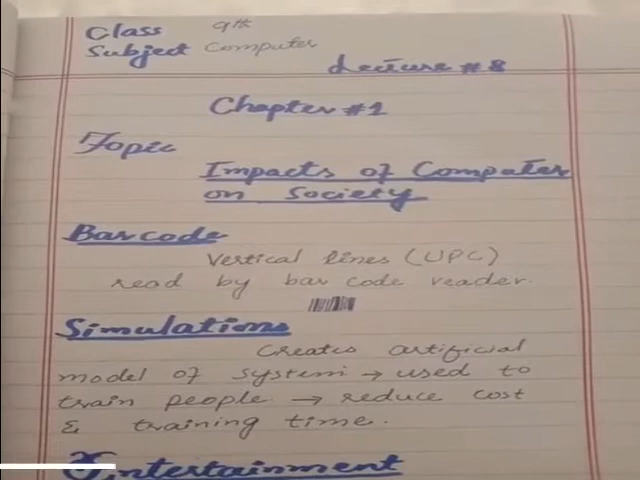 Class 9th
Subject Computer
Lecture #8
Chapter #1
Topic
Impacts of Computer
on Society
Barcode
Vertical lines (UPC)
read by bar code reader.
Simulations
Creates artificial
model of system → used to
train people → reduce cost
& training time.
Entertainment